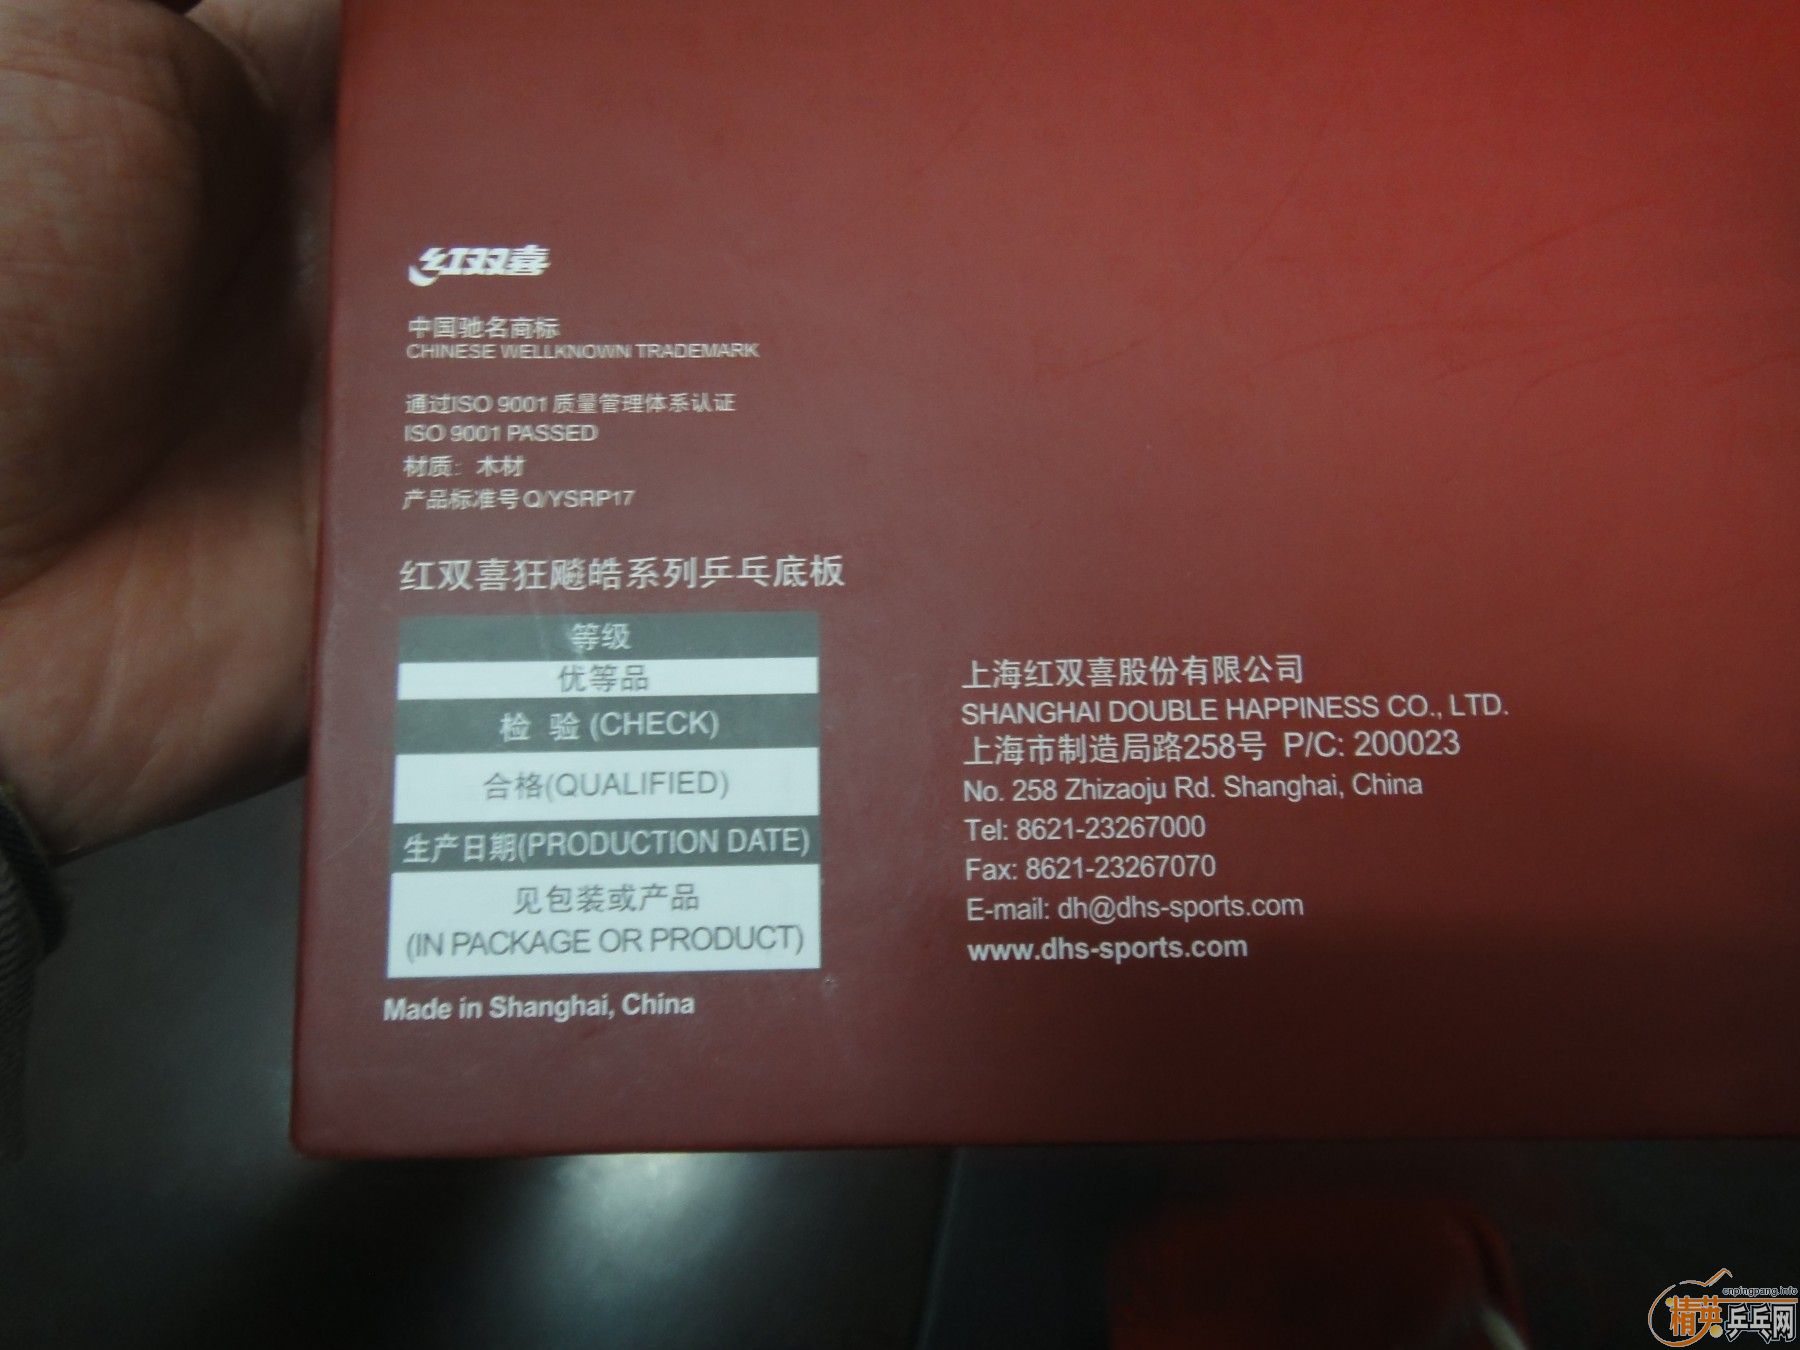 红双喜
中国驰名商标
CHINESE WELLKNOWN TRADEMARK
通过ISO 9001 质量管理体系认证
ISO 9001 PASSED
材质：木材
产品标准号Q/YSRP17
红双喜狂飚皓系列乒乓底板
等级
优等品
检 验 (CHECK)
合格(QUALIFIED)
生产日期(PRODUCTION DATE)
见包装或产品
(IN PACKAGE OR PRODUCT)
Made in Shanghai, China
上海红双喜股份有限公司
SHANGHAI DOUBLE HAPPINESS CO., LTD.
上海市制造局路258号 P/C: 200023
No. 258 Zhizaoju Rd. Shanghai, China
Tel: 8621-23267000
Fax: 8621-23267070
E-mail: dh@dhs-sports.com
www.dhs-sports.com
cnpingpang.info
精英乒乓网